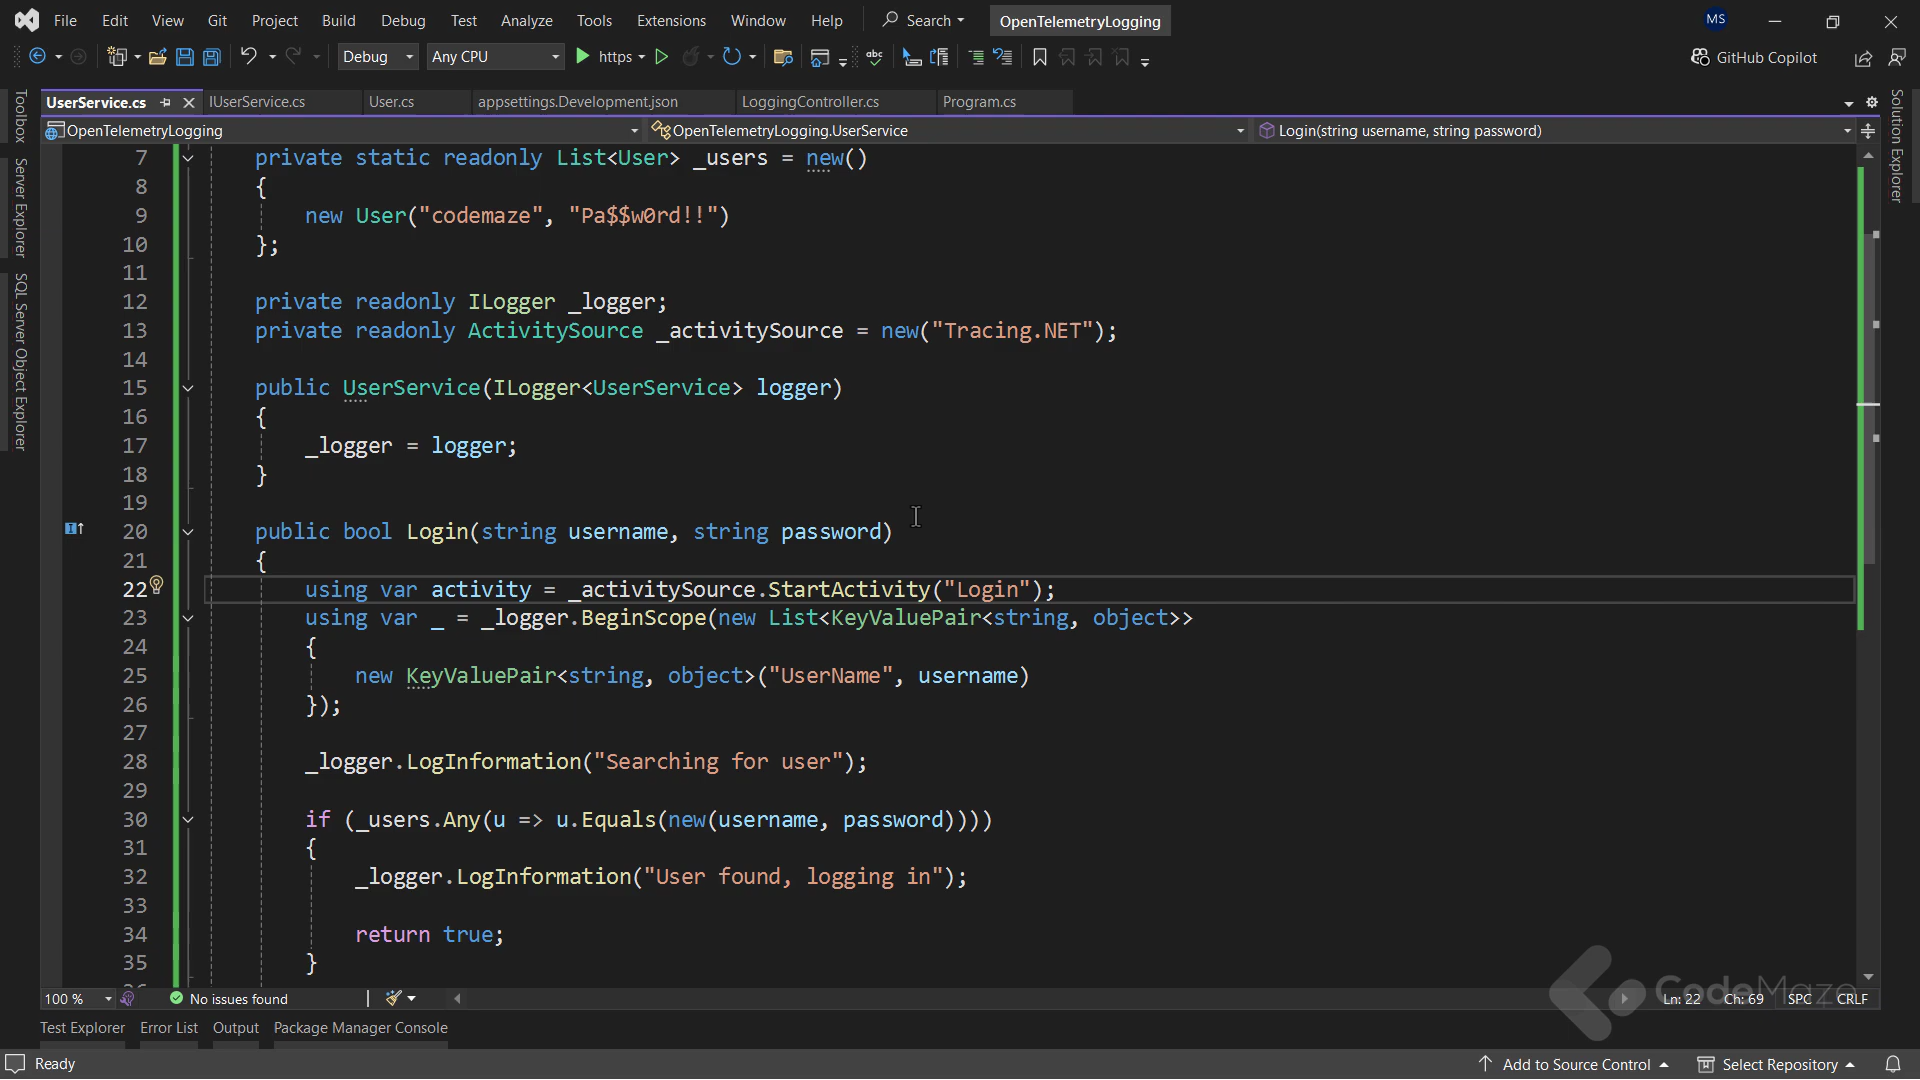 File Edit View Git Project Build Debug Test Analyze Tools Extensions Window Help Search OpenTelemetryLogging MS
Debug Any CPU https abc GitHub Copilot
UserService.cs IUserService.cs User.cs appsettings.Development.json LoggingController.cs Program.cs
OpenTelemetryLogging OpenTelemetryLogging.UserService Login(string username, string password)
Toolbox
Server Explorer
SQL Server Object Explorer
Solution Explorer
7 private static readonly List<User> _users = new()
8 {
9 new User("codemaze", "Pa$$w0rd!!")
10 };
11
12 private readonly ILogger _logger;
13 private readonly ActivitySource _activitySource = new("Tracing.NET");
14
15 public UserService(ILogger<UserService> logger)
16 {
17 _logger = logger;
18 }
19
20 public bool Login(string username, string password)
21 {
22 using var activity = _activitySource.StartActivity("Login");
23 using var _ = _logger.BeginScope(new List<KeyValuePair<string, object>>
24 {
25 new KeyValuePair<string, object>("UserName", username)
26 });
27
28 _logger.LogInformation("Searching for user");
29
30 if (_users.Any(u => u.Equals(new(username, password))))
31 {
32 _logger.LogInformation("User found, logging in");
33
34 return true;
35 }
CodeMaze
100 % No issues found Ln: 22 Ch: 69 SPC CRLF
Test Explorer Error List Output Package Manager Console
Ready Add to Source Control Select Repository